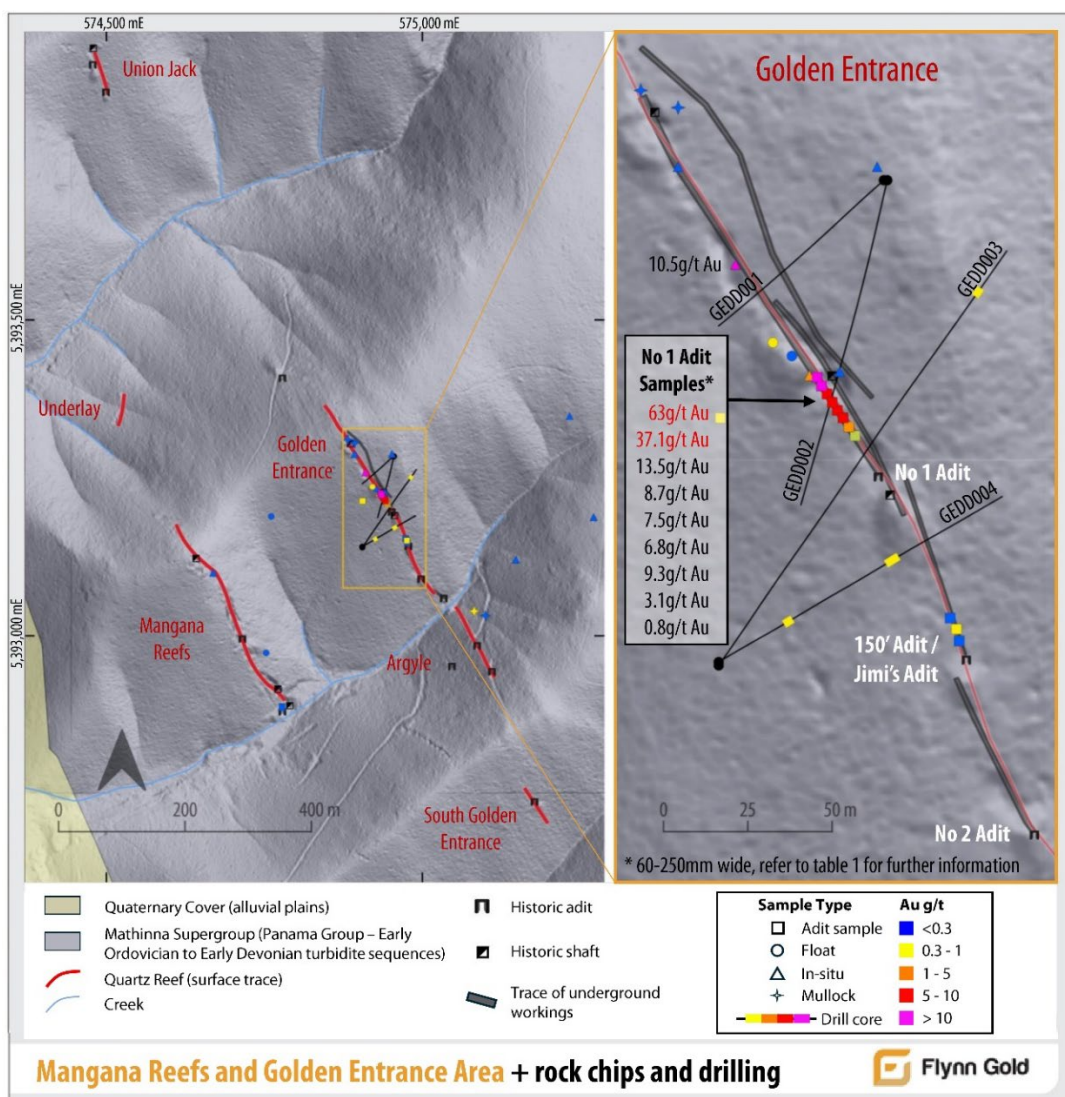 574,500 mE
575,000 mE
Union Jack
5,393,500 mE
Underlay
Golden
Entrance
5,393,000 mE
Mangana
Reefs
Argyle
0
200
400 m
South Golden
Entrance
Golden Entrance
10.5g/t Au
GEDD001
GEDD003
No 1 Adit
Samples*
63g/t Au
37.1g/t Au
13.5g/t Au
8.7g/t Au
7.5g/t Au
6.8g/t Au
9.3g/t Au
3.1g/t Au
0.8g/t Au
GEDD002
No 1 Adit
GEDD004
150' Adit /
Jimi's Adit
0
25
50 m
No 2 Adit
* 60-250mm wide, refer to table 1 for further information
Quaternary Cover (alluvial plains)
Mathinna Supergroup (Panama Group – Early
Ordovician to Early Devonian turbidite sequences)
Quartz Reef (surface trace)
Creek
Historic adit
Historic shaft
Trace of underground
workings
Sample Type
Adit sample
Float
In-situ
Mullock
Drill core
Au g/t
<0.3
0.3 - 1
1 - 5
5 - 10
> 10
Mangana Reefs and Golden Entrance Area + rock chips and drilling
Flynn Gold